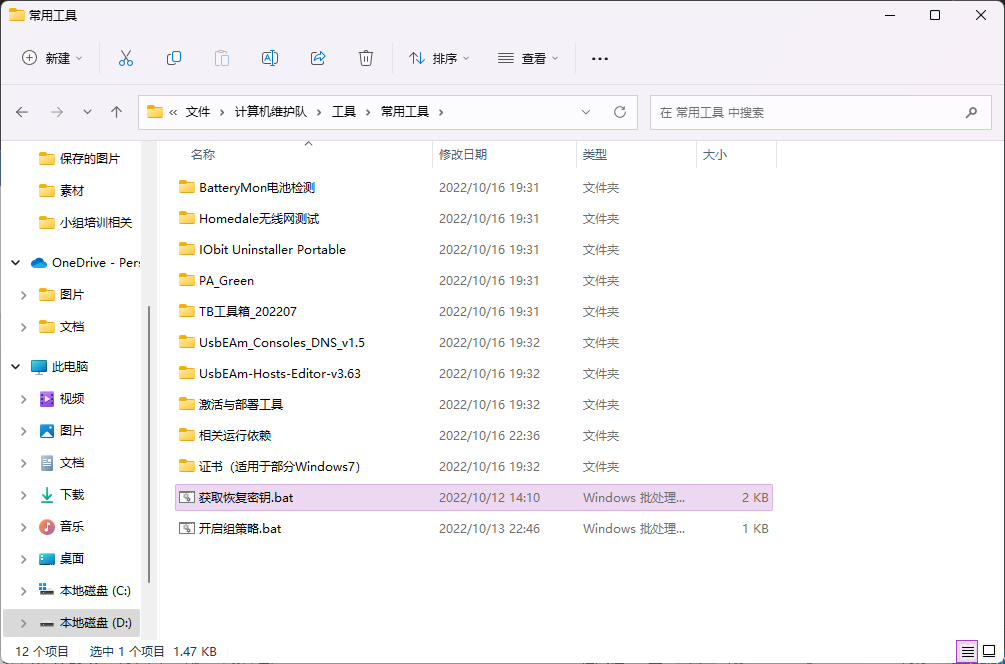 常用工具
新建 排序 查看 ...
« 文件 › 计算机维护队 › 工具 › 常用工具 › 在 常用工具 中搜索
名称 修改日期 类型 大小
保存的图片
素材
小组培训相关
OneDrive - Pers
图片
文档
此电脑
视频
图片
文档
下载
音乐
桌面
本地磁盘 (C:)
本地磁盘 (D:)
BatteryMon电池检测 2022/10/16 19:31 文件夹
Homedale无线网测试 2022/10/16 19:31 文件夹
IObit Uninstaller Portable 2022/10/16 19:31 文件夹
PA_Green 2022/10/16 19:31 文件夹
TB工具箱_202207 2022/10/16 19:31 文件夹
UsbEAm_Consoles_DNS_v1.5 2022/10/16 19:32 文件夹
UsbEAm-Hosts-Editor-v3.63 2022/10/16 19:32 文件夹
激活与部署工具 2022/10/16 19:32 文件夹
相关运行依赖 2022/10/16 22:36 文件夹
证书（适用于部分Windows7） 2022/10/16 19:32 文件夹
获取恢复密钥.bat 2022/10/12 14:10 Windows 批处理... 2 KB
开启组策略.bat 2022/10/13 22:46 Windows 批处理... 1 KB
12 个项目 选中 1 个项目 1.47 KB